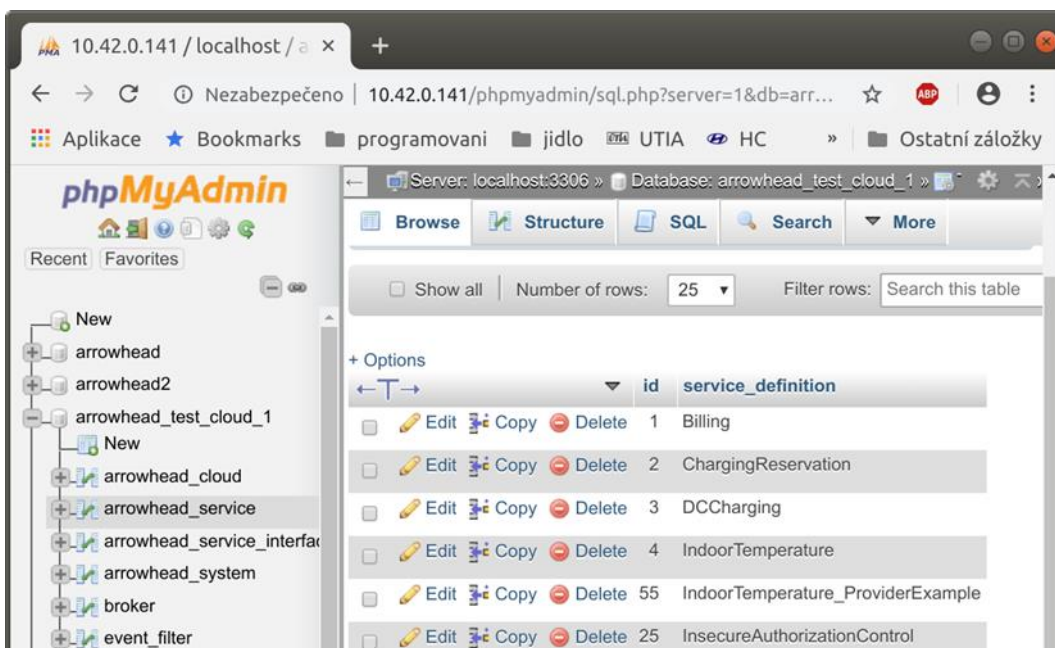 10.42.0.141 / localhost / a
Nezabezpečeno | 10.42.0.141/phpmyadmin/sql.php?server=1&db=arr...
ABP
Aplikace Bookmarks programovani jidlo UTIA HC » Ostatní záložky
phpMyAdmin
Recent Favorites
New
arrowhead
arrowhead2
arrowhead_test_cloud_1
New
arrowhead_cloud
arrowhead_service
arrowhead_service_interfac
arrowhead_system
broker
event_filter
Server: localhost:3306 » Database: arrowhead_test_cloud_1 »
Browse Structure SQL Search More
Show all Number of rows: 25 Filter rows: Search this table
+ Options
id service_definition
Edit Copy Delete 1 Billing
Edit Copy Delete 2 ChargingReservation
Edit Copy Delete 3 DCCharging
Edit Copy Delete 4 IndoorTemperature
Edit Copy Delete 55 IndoorTemperature_ProviderExample
Edit Copy Delete 25 InsecureAuthorizationControl